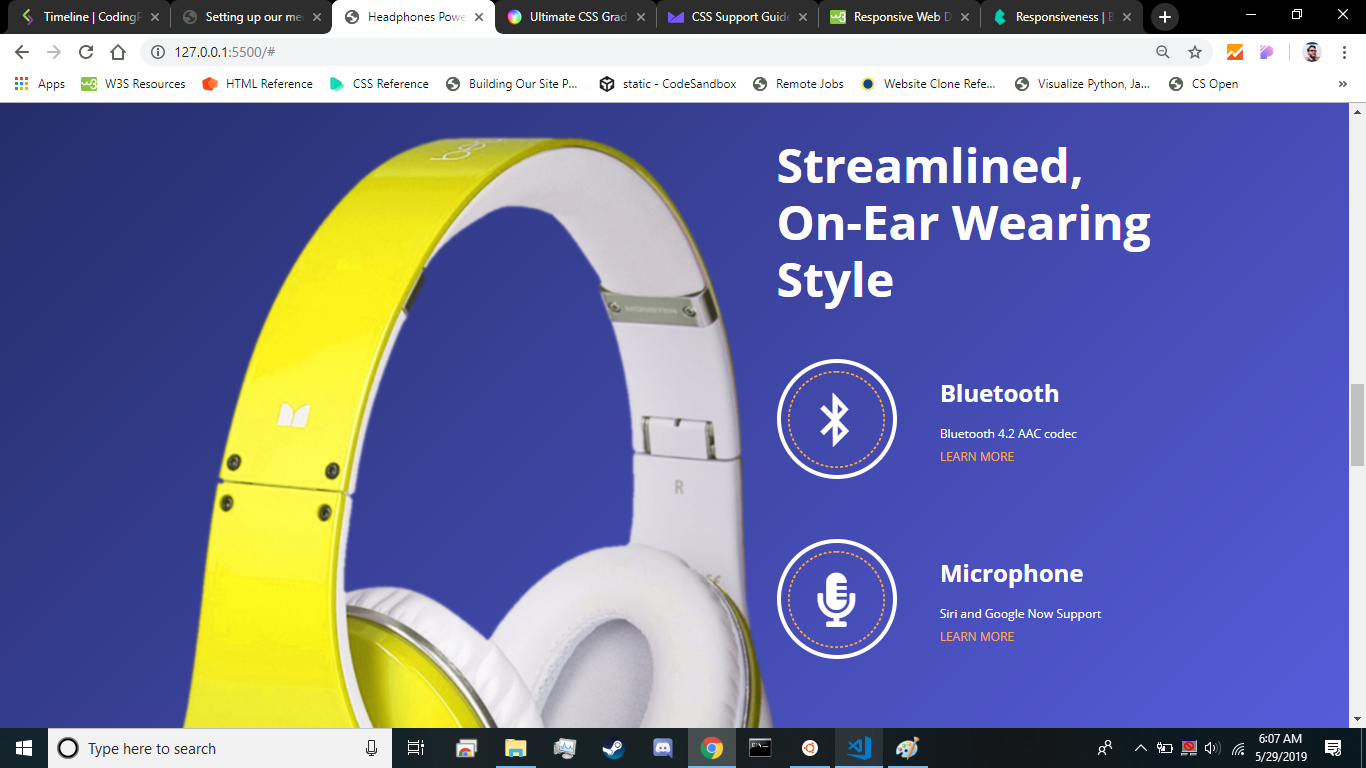 Timeline | CodingP
Setting up our me
Headphones Powe
Ultimate CSS Grad
CSS Support Guide
Responsive Web D
Responsiveness | B
127.0.0.1:5500/#
Apps
W3S Resources
HTML Reference
CSS Reference
Building Our Site P...
static - CodeSandbox
Remote Jobs
Website Clone Refe...
Visualize Python, Ja...
CS Open
»
Streamlined,
On-Ear Wearing
Style
MONSTER
R
Bluetooth
Bluetooth 4.2 AAC codec
LEARN MORE
Microphone
Siri and Google Now Support
LEARN MORE
Type here to search
6:07 AM
5/29/2019